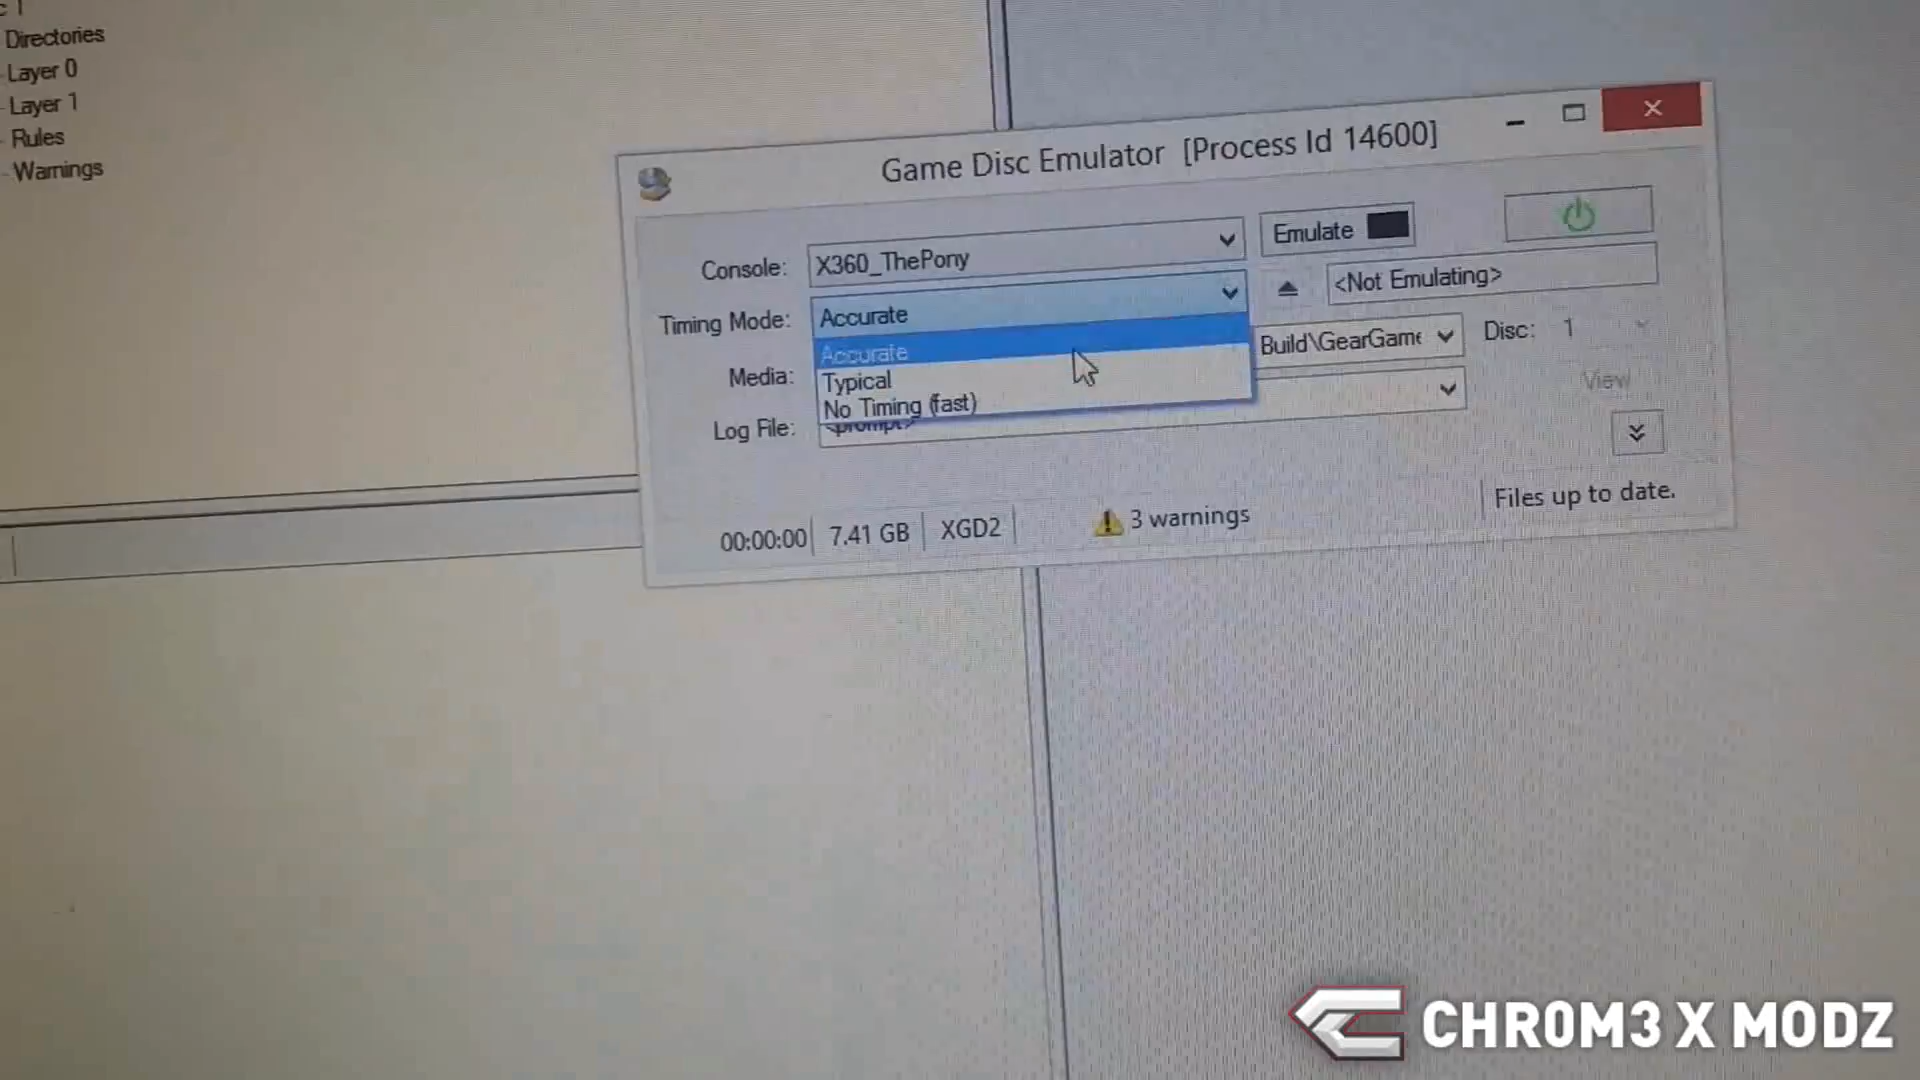 Directories
Layer 0
Layer 1
Rules
Warnings
Game Disc Emulator [Process Id 14600]
Console: X360_ThePony Emulate
Timing Mode: Accurate <Not Emulating>
Accurate
Typical
No Timing (fast)
Media: Build\GearGame Disc: 1
View
Log File: <prompt>
00:00:00 7.41 GB XGD2 3 warnings Files up to date.
CHR0M3 X M0DZ